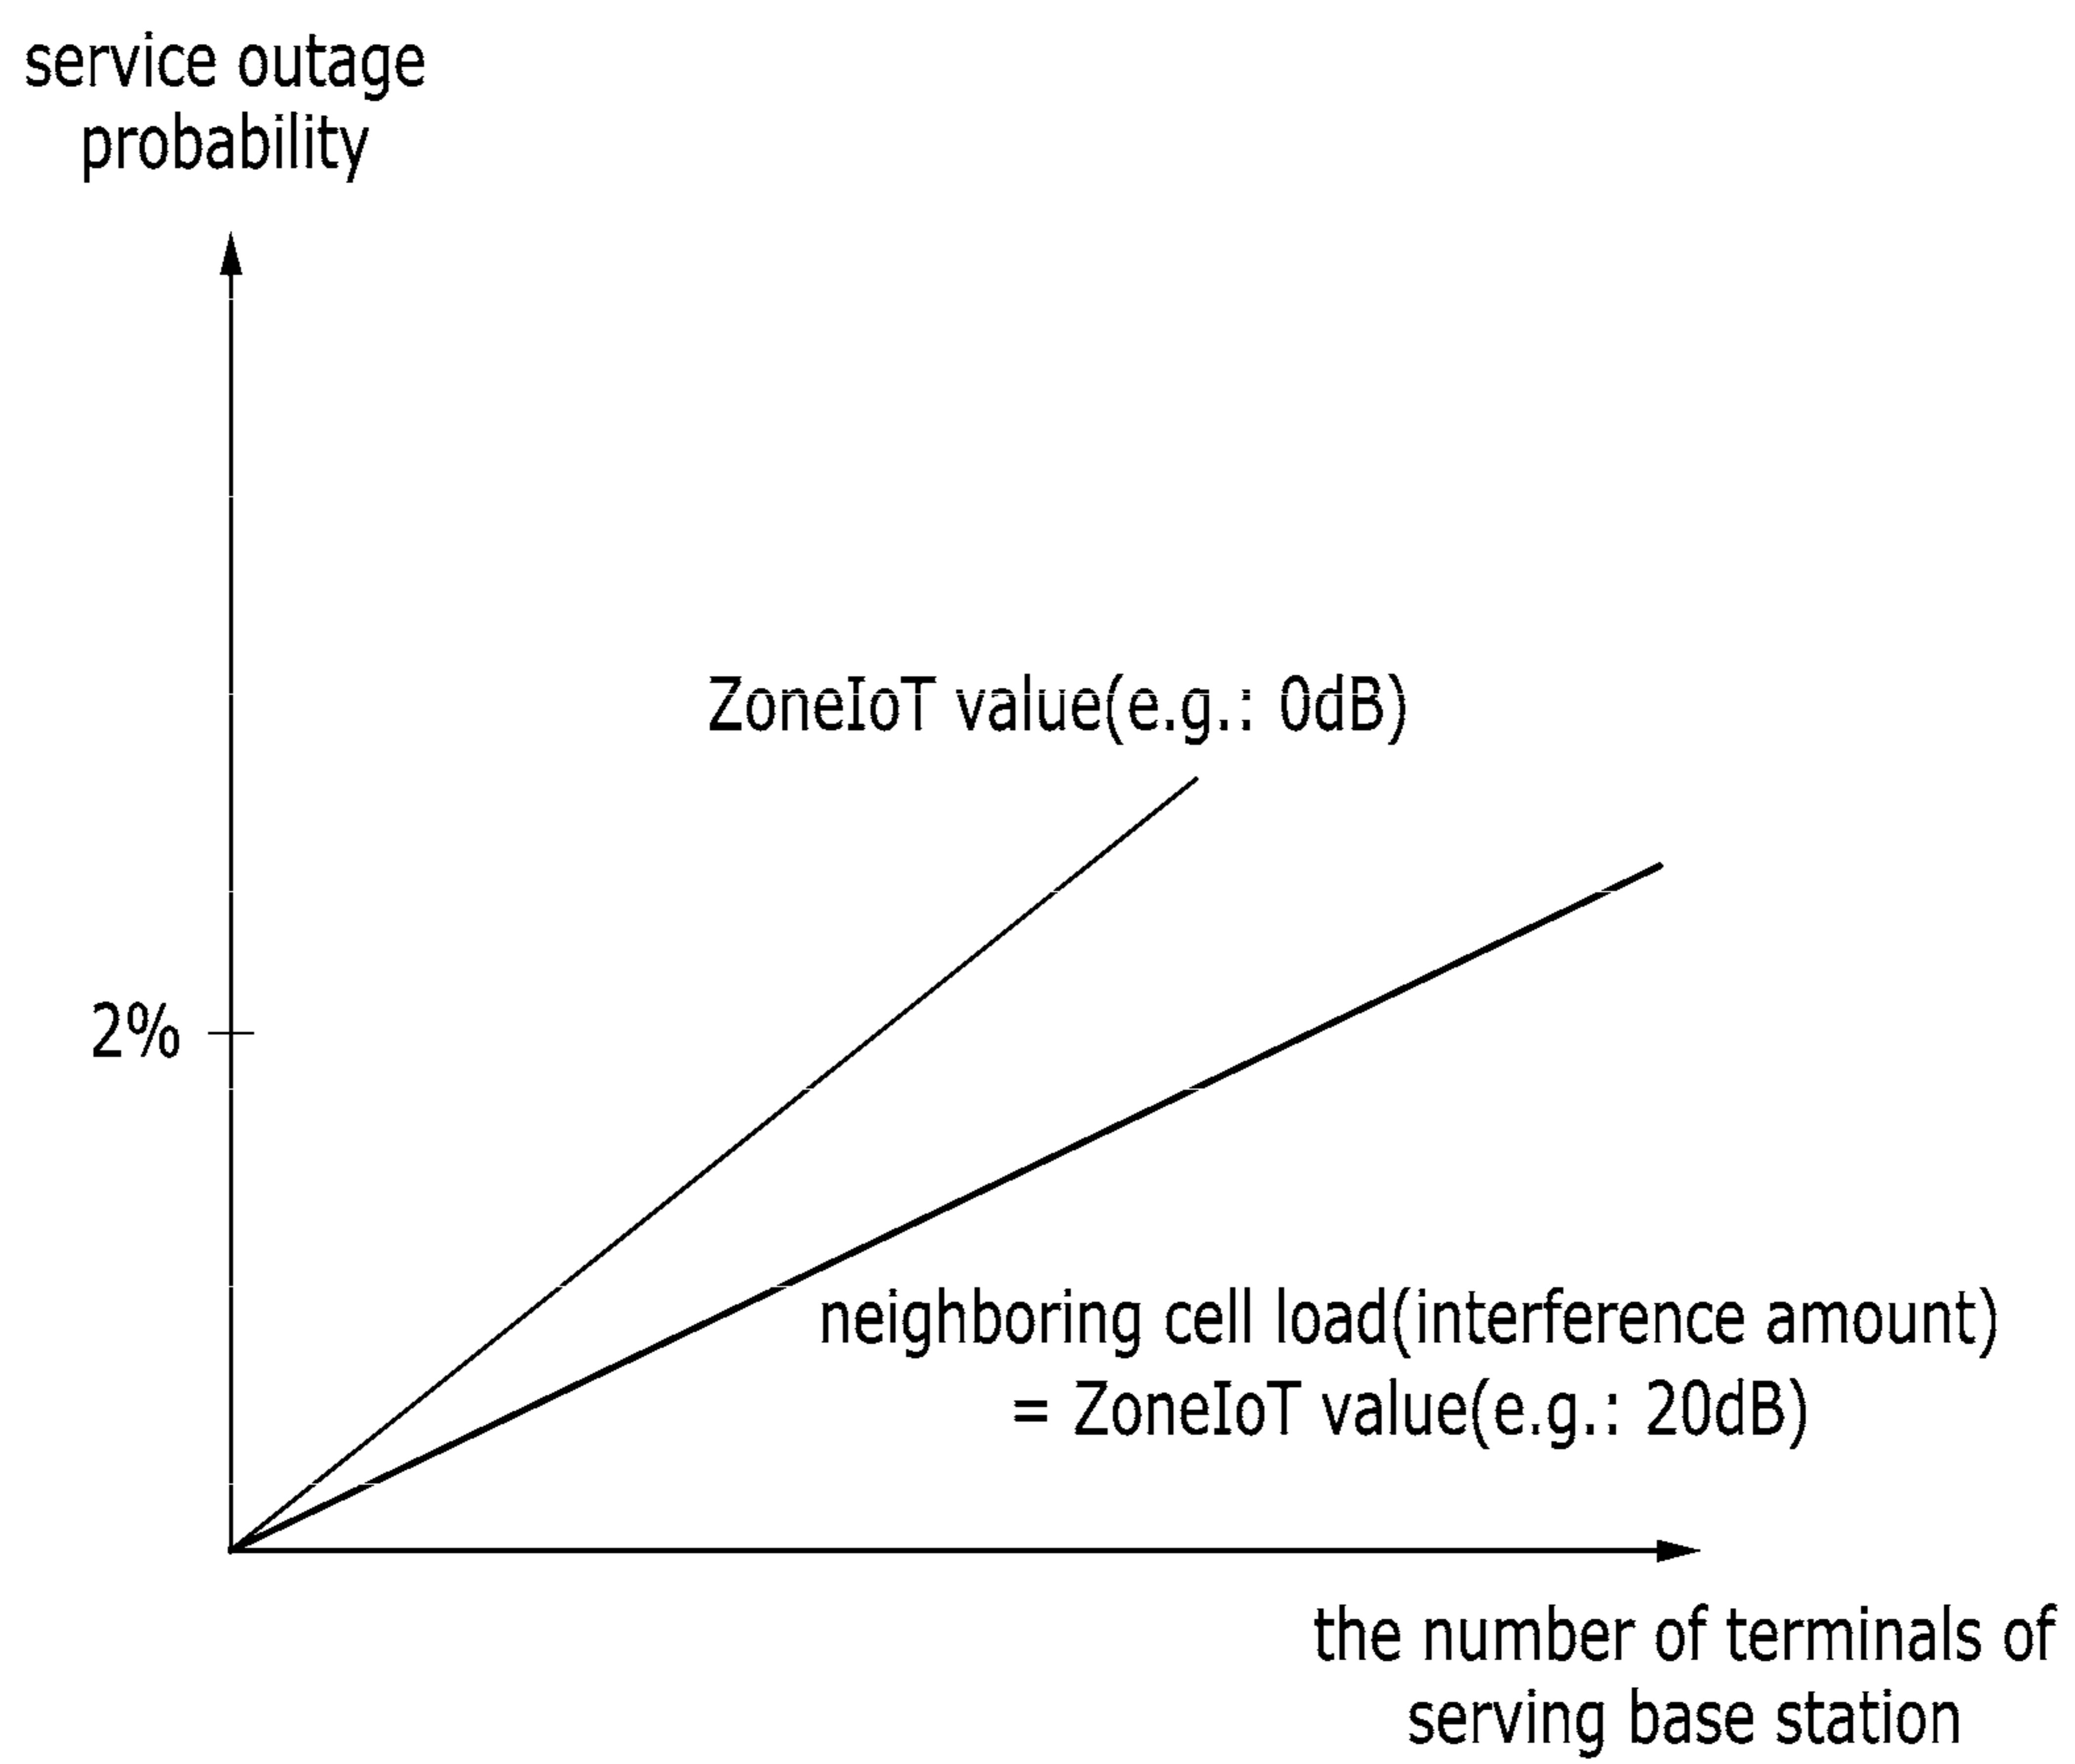 service outage
probability
ZoneIoT value(e.g.: 0dB)
2%
neighboring cell load(interference amount)
= ZoneIoT value(e.g.: 20dB)
the number of terminals of
serving base station